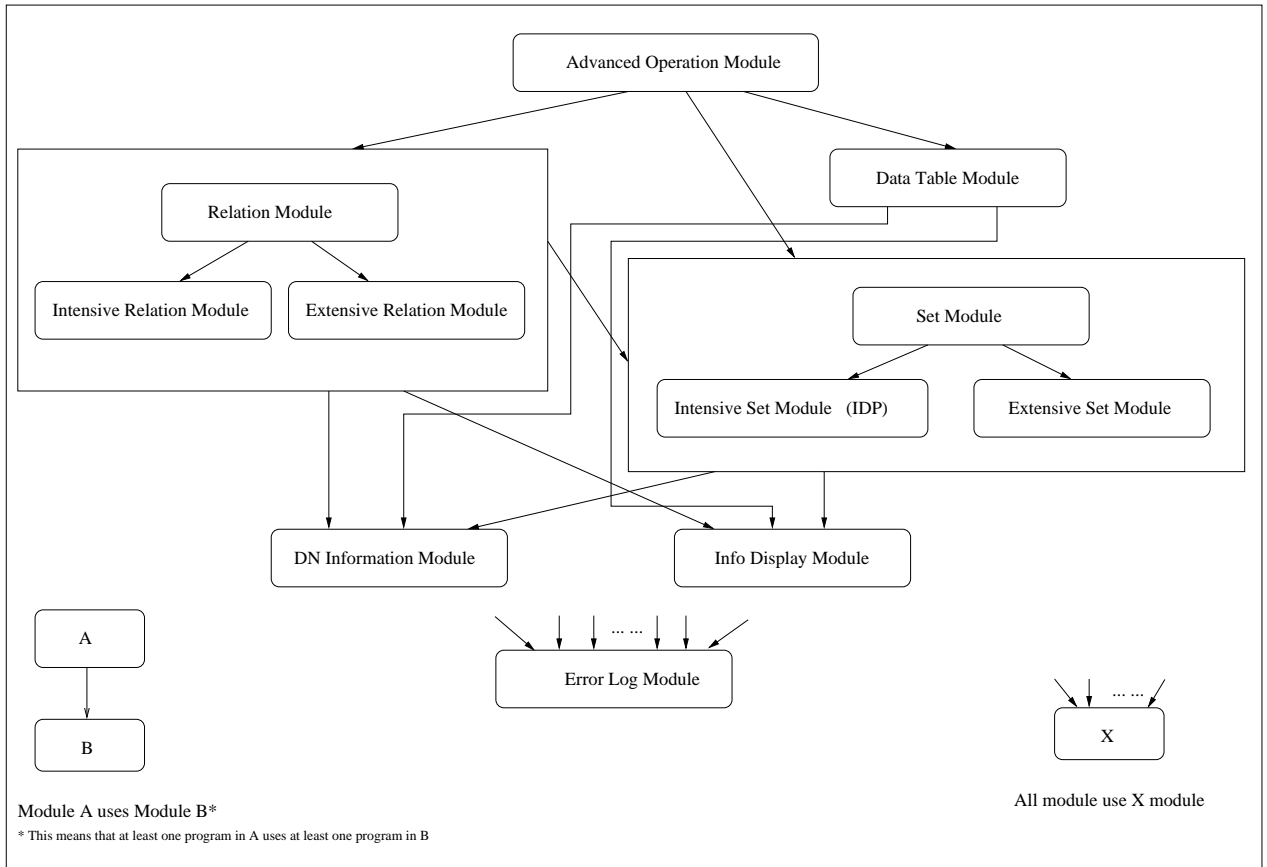 Advanced Operation Module
Data Table Module
Relation Module
Intensive Relation Module
Extensive Relation Module
Set Module
Intensive Set Module (IDP)
Extensive Set Module
DN Information Module
Info Display Module
... ...
Error Log Module
A
B
... ...
X
Module A uses Module B*
* This means that at least one program in A uses at least one program in B
All module use X module